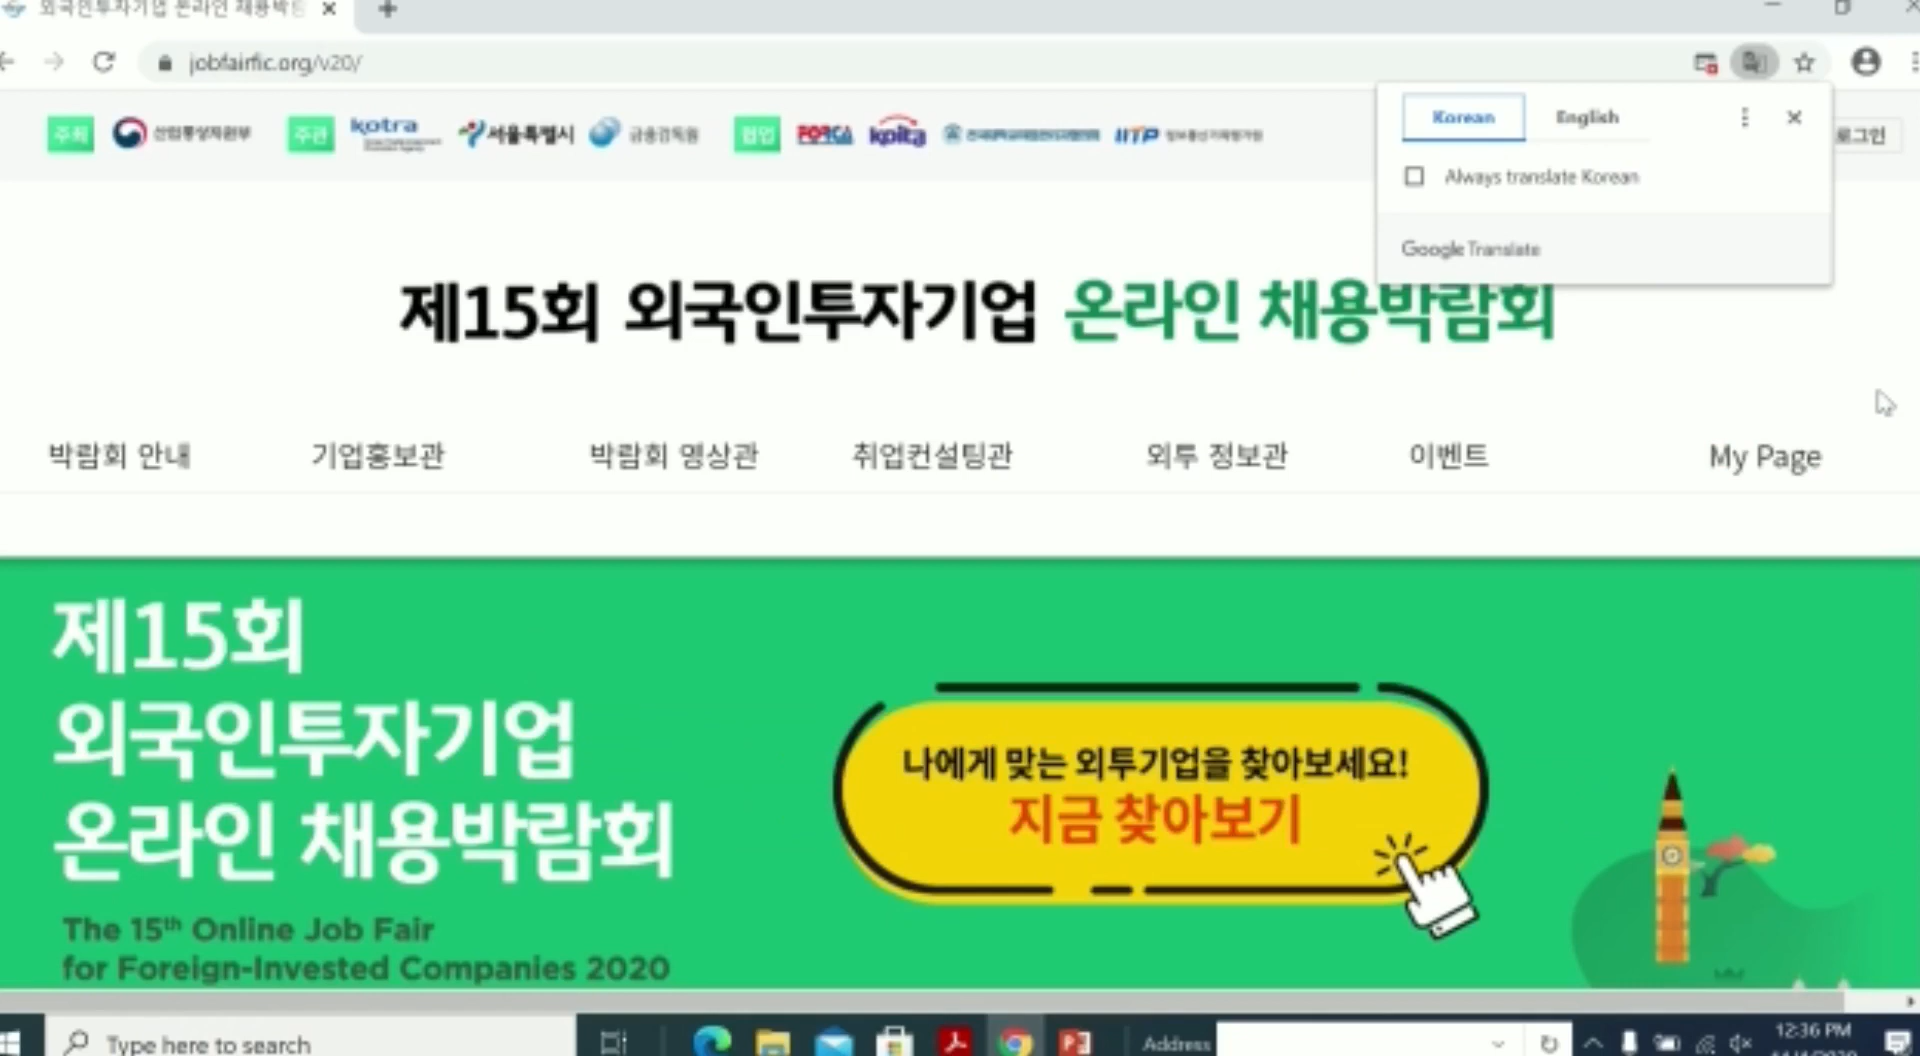 외국인투자기업 온라인 채용박람
jobfairfic.org/v20/
Korean English
Always translate Korean
Google Translate
주최 산업통상자원부 주관 kotra 서울특별시 금융감독원 협업 FORCA kpita IITP 정보통신기획평가원
로그인
제15회 외국인투자기업 온라인 채용박람회
박람회 안내 기업홍보관 박람회 영상관 취업컨설팅관 외투 정보관 이벤트 My Page
제15회
외국인투자기업
온라인 채용박람회
The 15th Online Job Fair
for Foreign-Invested Companies 2020
나에게 맞는 외투기업을 찾아보세요!
지금 찾아보기
Type here to search
Address
12:36 PM